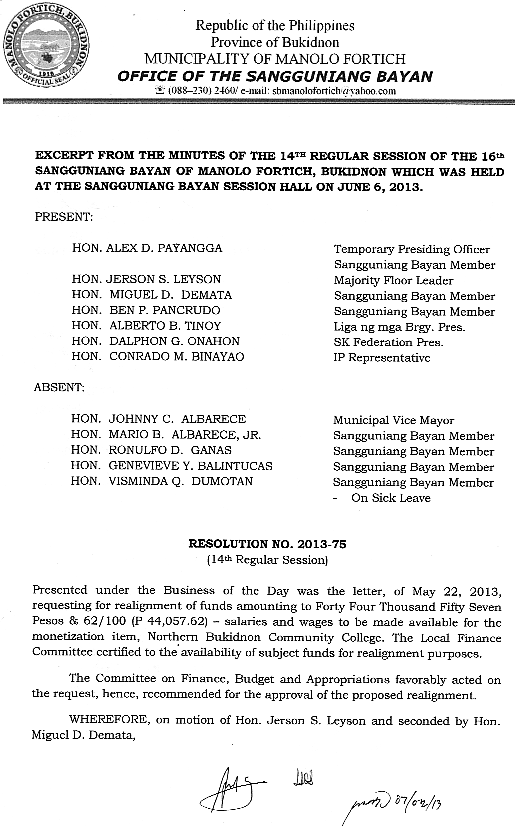 MANOLO FORTICH, BUKIDNON
1918
OFFICIAL SEAL
Republic of the Philippines
Province of Bukidnon
MUNICIPALITY OF MANOLO FORTICH
OFFICE OF THE SANGGUNIANG BAYAN
☏ (088–230) 2460/ e-mail: sbmanolofortich@yahoo.com
EXCERPT FROM THE MINUTES OF THE 14TH REGULAR SESSION OF THE 16th
SANGGUNIANG BAYAN OF MANOLO FORTICH, BUKIDNON WHICH WAS HELD
AT THE SANGGUNIANG BAYAN SESSION HALL ON JUNE 6, 2013.
PRESENT:
HON. ALEX D. PAYANGGA Temporary Presiding Officer
Sangguniang Bayan Member
HON. JERSON S. LEYSON Majority Floor Leader
HON. MIGUEL D. DEMATA Sangguniang Bayan Member
HON. BEN P. PANCRUDO Sangguniang Bayan Member
HON. ALBERTO B. TINOY Liga ng mga Brgy. Pres.
HON. DALPHON G. ONAHON SK Federation Pres.
HON. CONRADO M. BINAYAO IP Representative
ABSENT:
HON. JOHNNY C. ALBARECE Municipal Vice Mayor
HON. MARIO B. ALBARECE, JR. Sangguniang Bayan Member
HON. RONULFO D. GANAS Sangguniang Bayan Member
HON. GENEVIEVE Y. BALINTUCAS Sangguniang Bayan Member
HON. VISMINDA Q. DUMOTAN Sangguniang Bayan Member
- On Sick Leave
RESOLUTION NO. 2013-75
(14th Regular Session)
Presented under the Business of the Day was the letter, of May 22, 2013,
requesting for realignment of funds amounting to Forty Four Thousand Fifty Seven
Pesos & 62/100 (P 44,057.62) – salaries and wages to be made available for the
monetization item, Northern Bukidnon Community College. The Local Finance
Committee certified to the availability of subject funds for realignment purposes.
The Committee on Finance, Budget and Appropriations favorably acted on
the request, hence, recommended for the approval of the proposed realignment.
WHEREFORE, on motion of Hon. Jerson S. Leyson and seconded by Hon.
Miguel D. Demata,
07/02/13